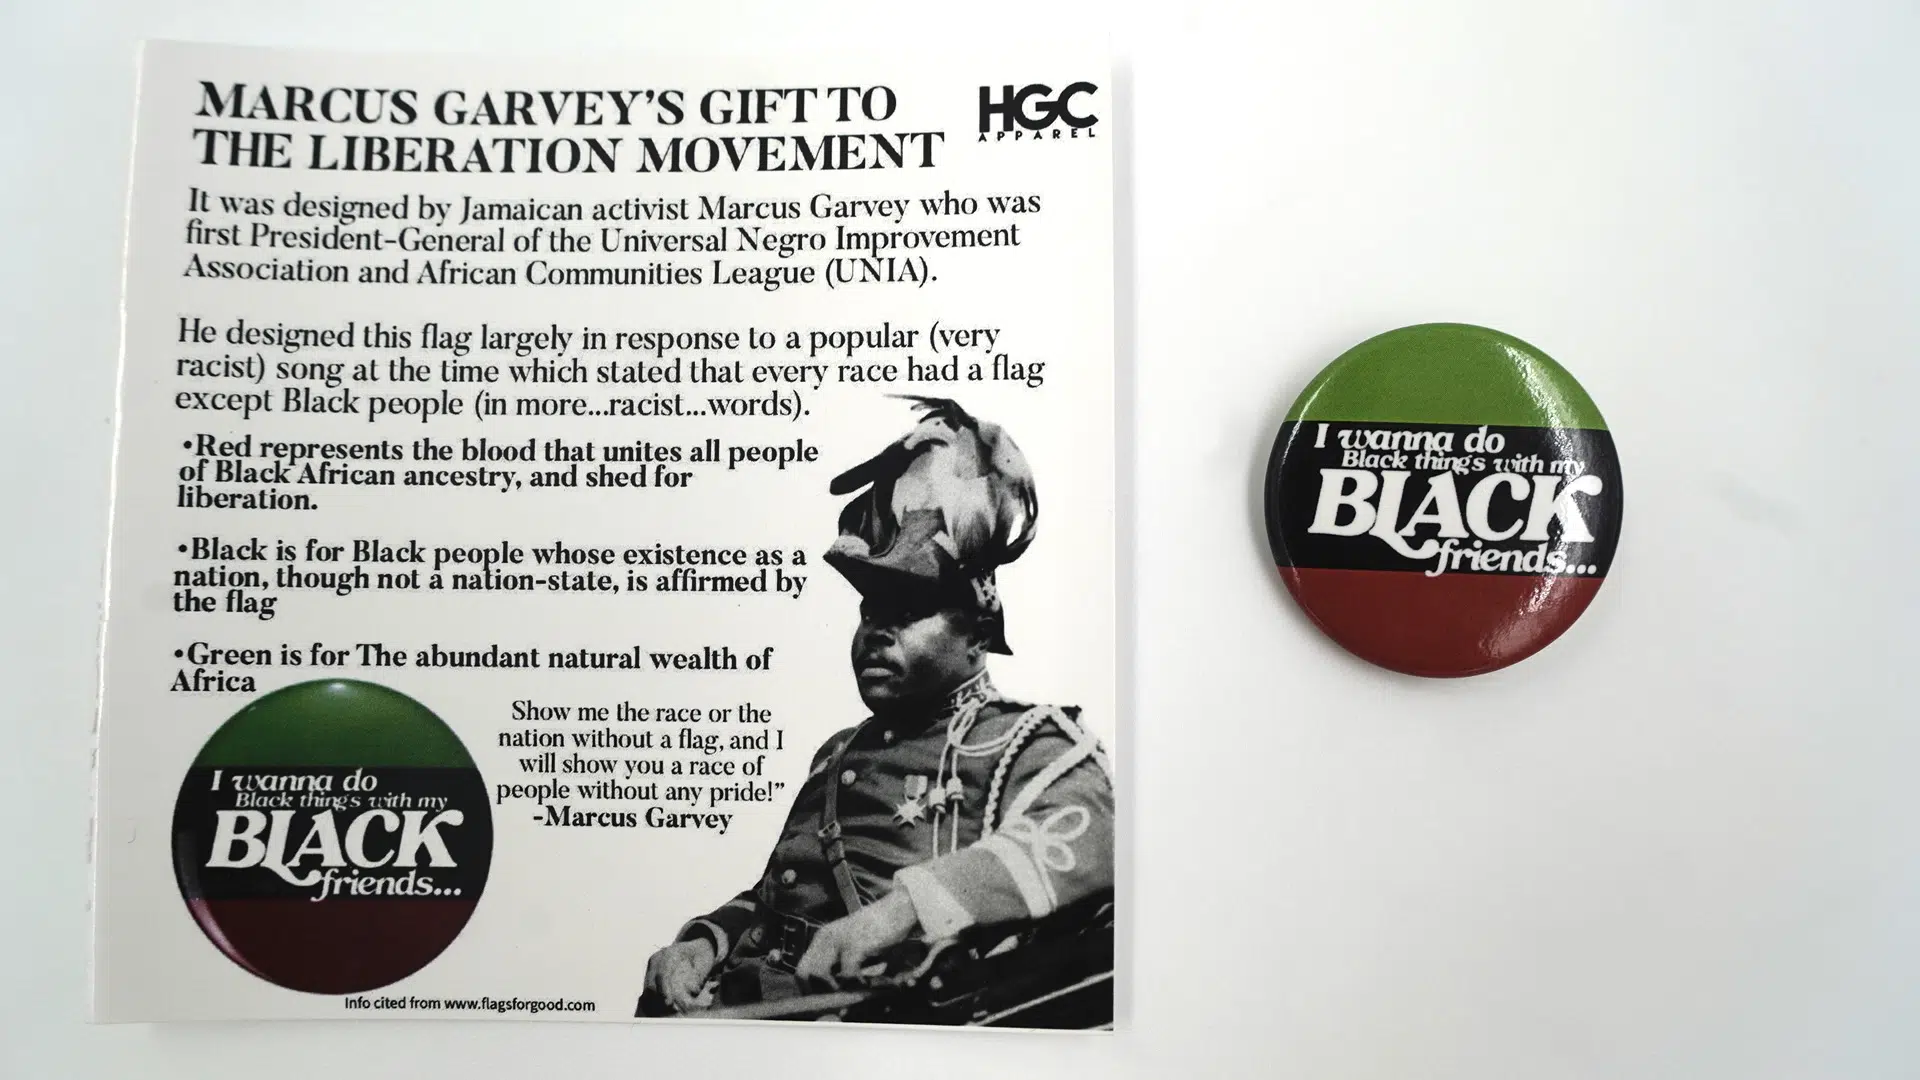 MARCUS GARVEY'S GIFT TO
THE LIBERATION MOVEMENT
HGC
APPAREL
It was designed by Jamaican activist Marcus Garvey who was
first President-General of the Universal Negro Improvement
Association and African Communities League (UNIA).
He designed this flag largely in response to a popular (very
racist) song at the time which stated that every race had a flag
except Black people (in more...racist...words).
•Red represents the blood that unites all people
of Black African ancestry, and shed for
liberation.
•Black is for Black people whose existence as a
nation, though not a nation-state, is affirmed by
the flag
•Green is for The abundant natural wealth of
Africa
Show me the race or the
nation without a flag, and I
will show you a race of
people without any pride!”
-Marcus Garvey
I wanna do
Black things with my
BLACK
friends...
Info cited from www.flagsforgood.com
I wanna do
Black things with my
BLACK
friends...